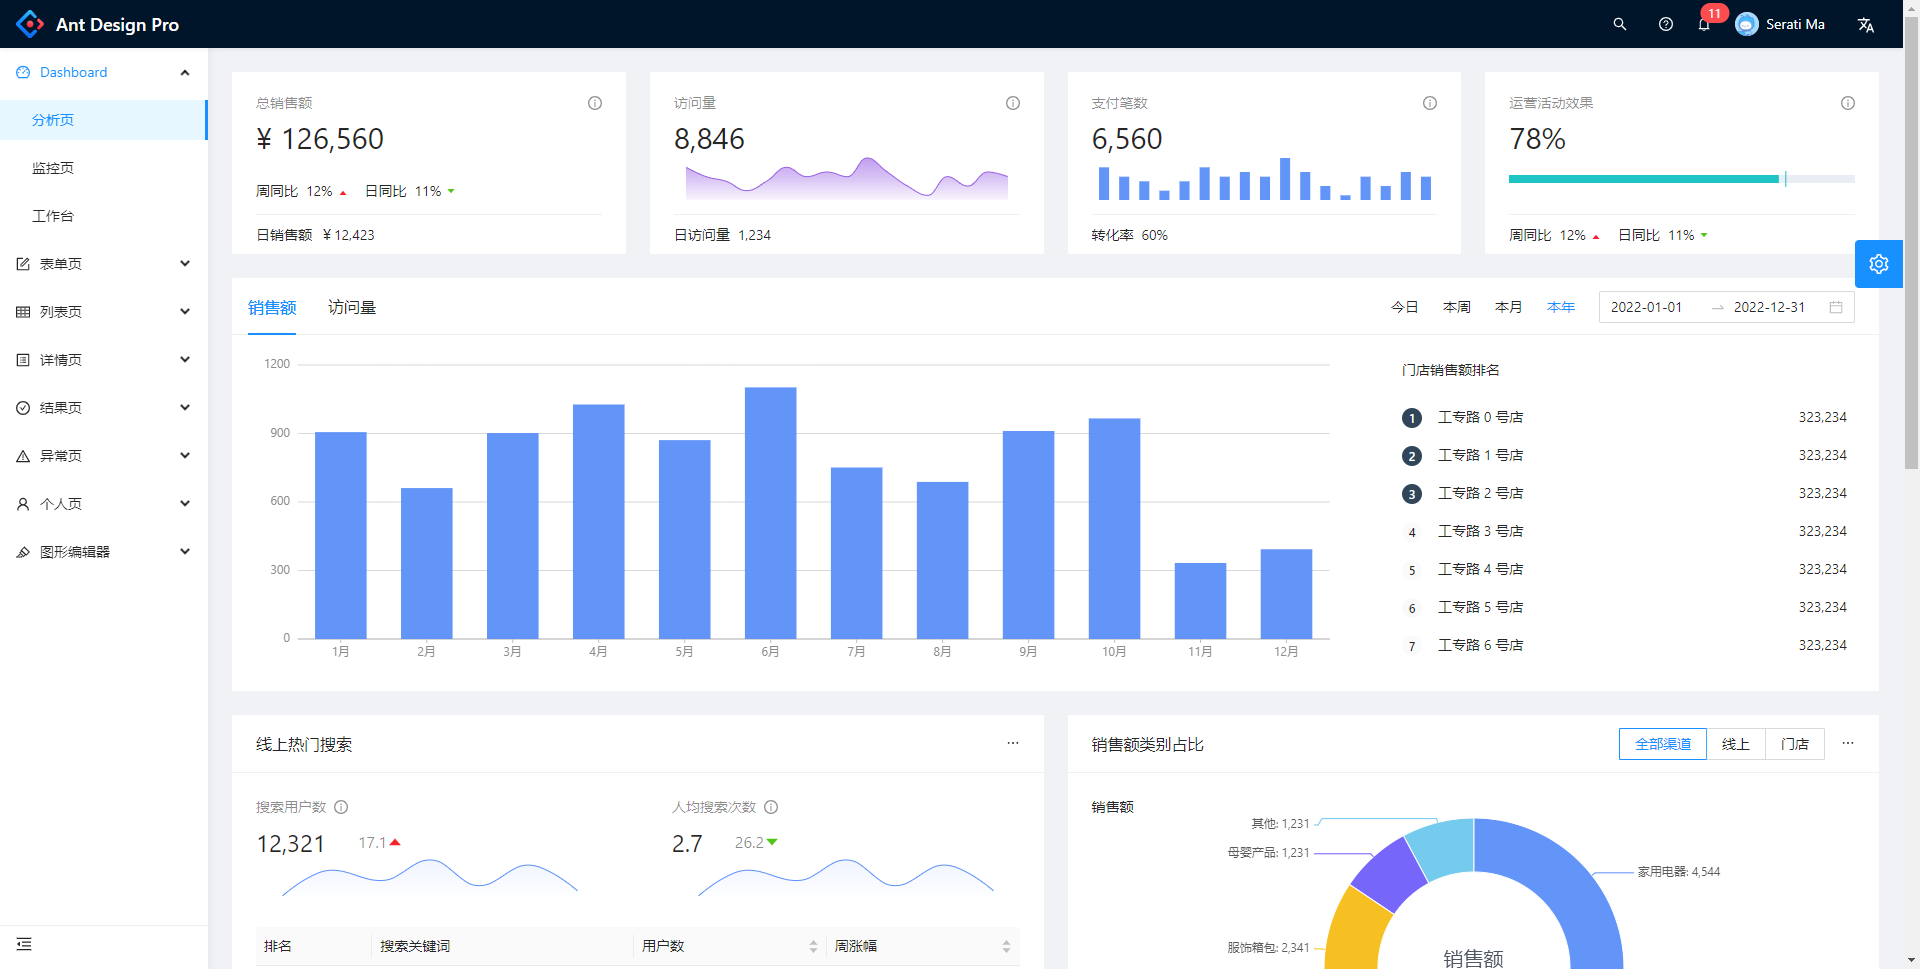 Ant Design Pro
11
Serati Ma
Dashboard
分析页
监控页
工作台
表单页
列表页
详情页
结果页
异常页
个人页
图形编辑器
总销售额
¥ 126,560
周同比 12% 日同比 11%
日销售额 ¥ 12,423
访问量
8,846
日访问量 1,234
支付笔数
6,560
转化率 60%
运营活动效果
78%
周同比 12% 日同比 11%
销售额 访问量
今日 本周 本月 本年 2022-01-01 2022-12-31
1200
900
600
300
0
1月 2月 3月 4月 5月 6月 7月 8月 9月 10月 11月 12月
门店销售额排名
1 工专路 0 号店 323,234
2 工专路 1 号店 323,234
3 工专路 2 号店 323,234
4 工专路 3 号店 323,234
5 工专路 4 号店 323,234
6 工专路 5 号店 323,234
7 工专路 6 号店 323,234
线上热门搜索
搜索用户数
12,321 17.1
人均搜索次数
2.7 26.2
排名 搜索关键词 用户数 周涨幅
销售额类别占比
全部渠道 线上 门店
销售额
其他: 1,231
母婴产品: 1,231
家用电器: 4,544
服饰箱包: 2,341
销售额